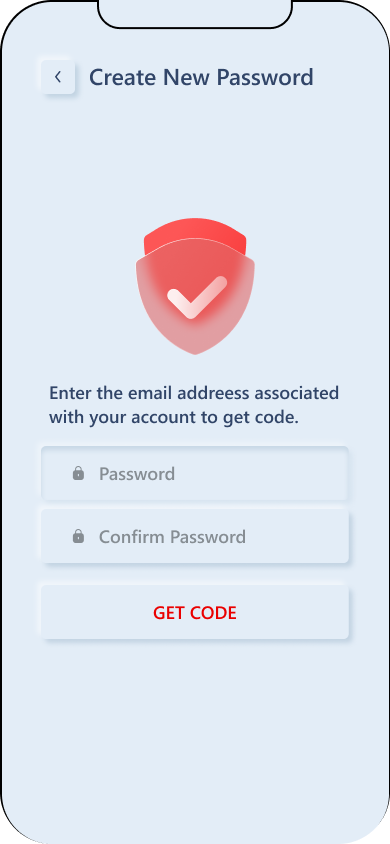 Create New Password
Enter the email addreess associated
with your account to get code.
Password
Confirm Password
GET CODE